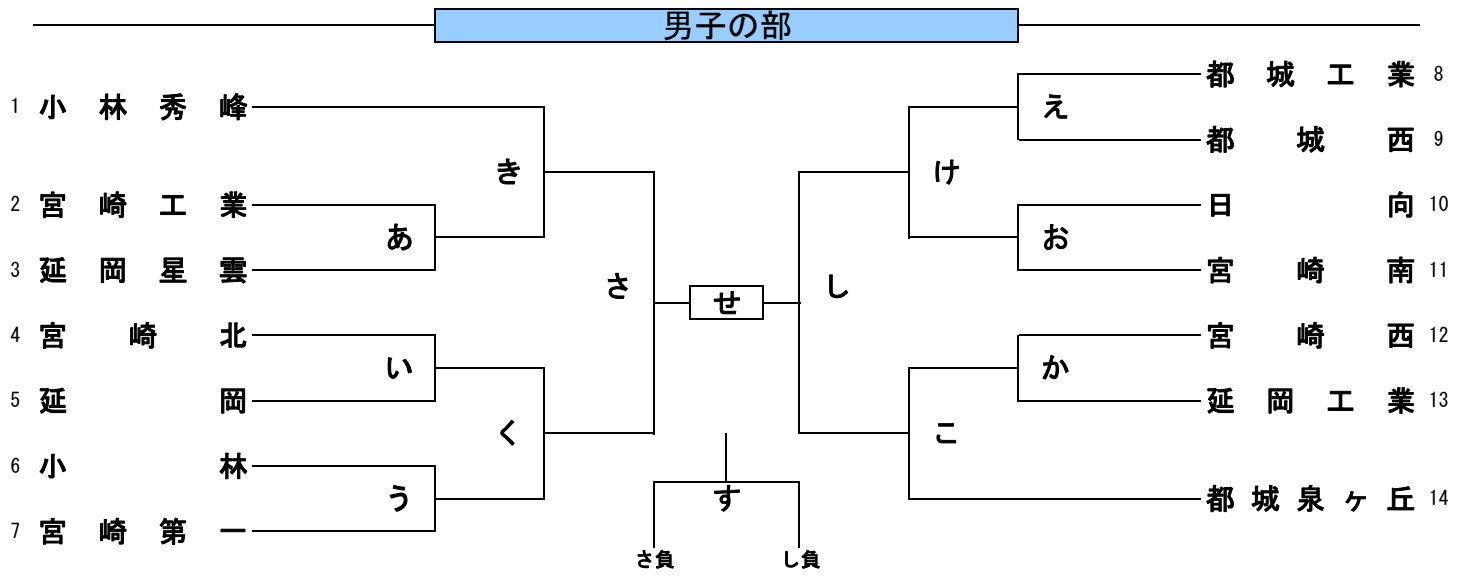 男子の部
1 小林秀峰
2 宮崎工業
3 延岡星雲
4 宮崎北
5 延岡
6 小林
7 宮崎第一
き
あ
い
く
う
さ
せ
し
す
さ負
し負
え
け
お
か
こ
都城工業 8
都城西 9
日向 10
宮崎南 11
宮崎西 12
延岡工業 13
都城泉ヶ丘 14